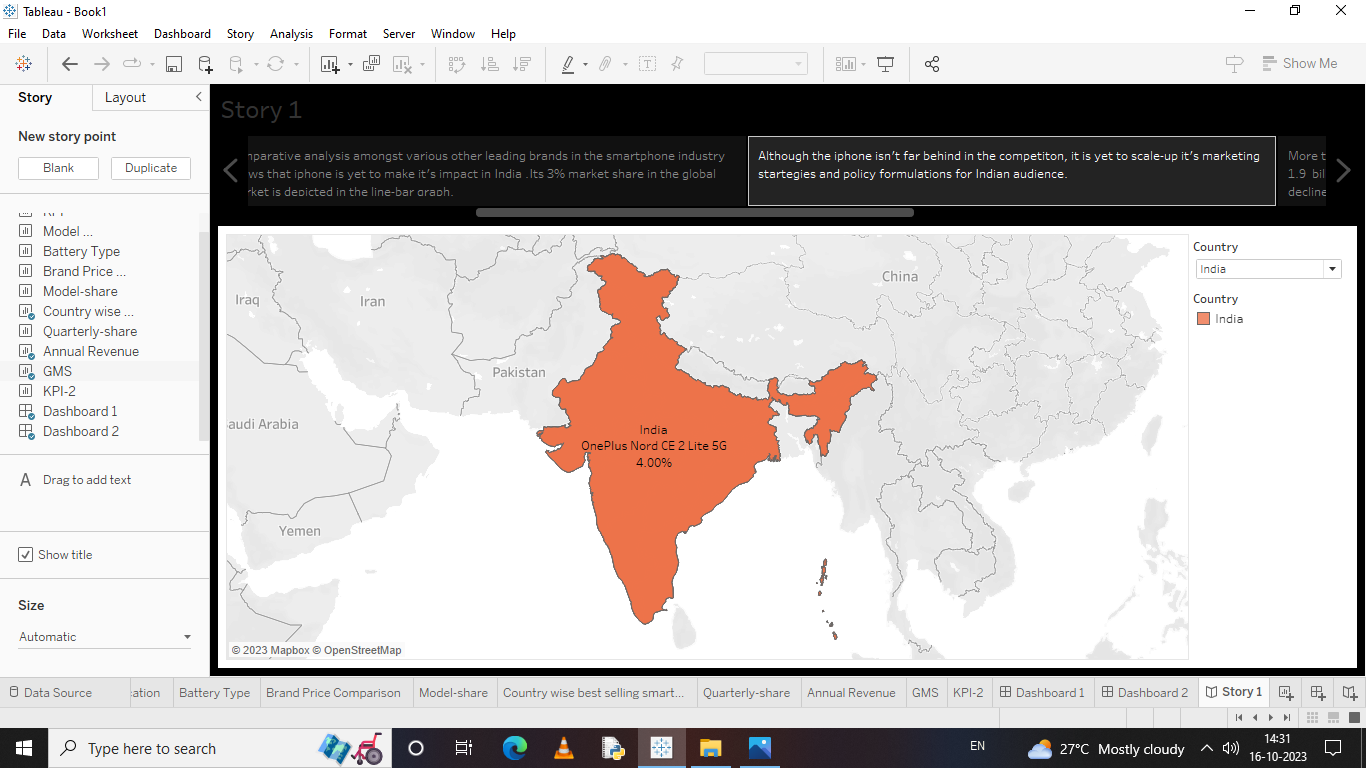 Tableau - Book1
File Data Worksheet Dashboard Story Analysis Format Server Window Help
Show Me
Story Layout
New story point
Blank Duplicate
Model ...
Battery Type
Brand Price ...
Model-share
Country wise ...
Quarterly-share
Annual Revenue
GMS
KPI-2
Dashboard 1
Dashboard 2
A Drag to add text
Show title
Size
Automatic
Story 1
nparative analysis amongst various other leading brands in the smartphone industry
ws that iphone is yet to make it's impact in India .Its 3% market share in the global
rket is depicted in the line-bar graph.
Although the iphone isn't far behind in the competiton, it is yet to scale-up it's marketing
startegies and policy formulations for Indian audience.
More t
1.9 bil
decline
Iraq
Iran
China
Pakistan
audi Arabia
Yemen
India
OnePlus Nord CE 2 Lite 5G
4.00%
© 2023 Mapbox © OpenStreetMap
Country
India
Country
India
Data Source ation Battery Type Brand Price Comparison Model-share Country wise best selling smart... Quarterly-share Annual Revenue GMS KPI-2 Dashboard 1 Dashboard 2 Story 1
Type here to search
EN
27°C Mostly cloudy
14:31
16-10-2023